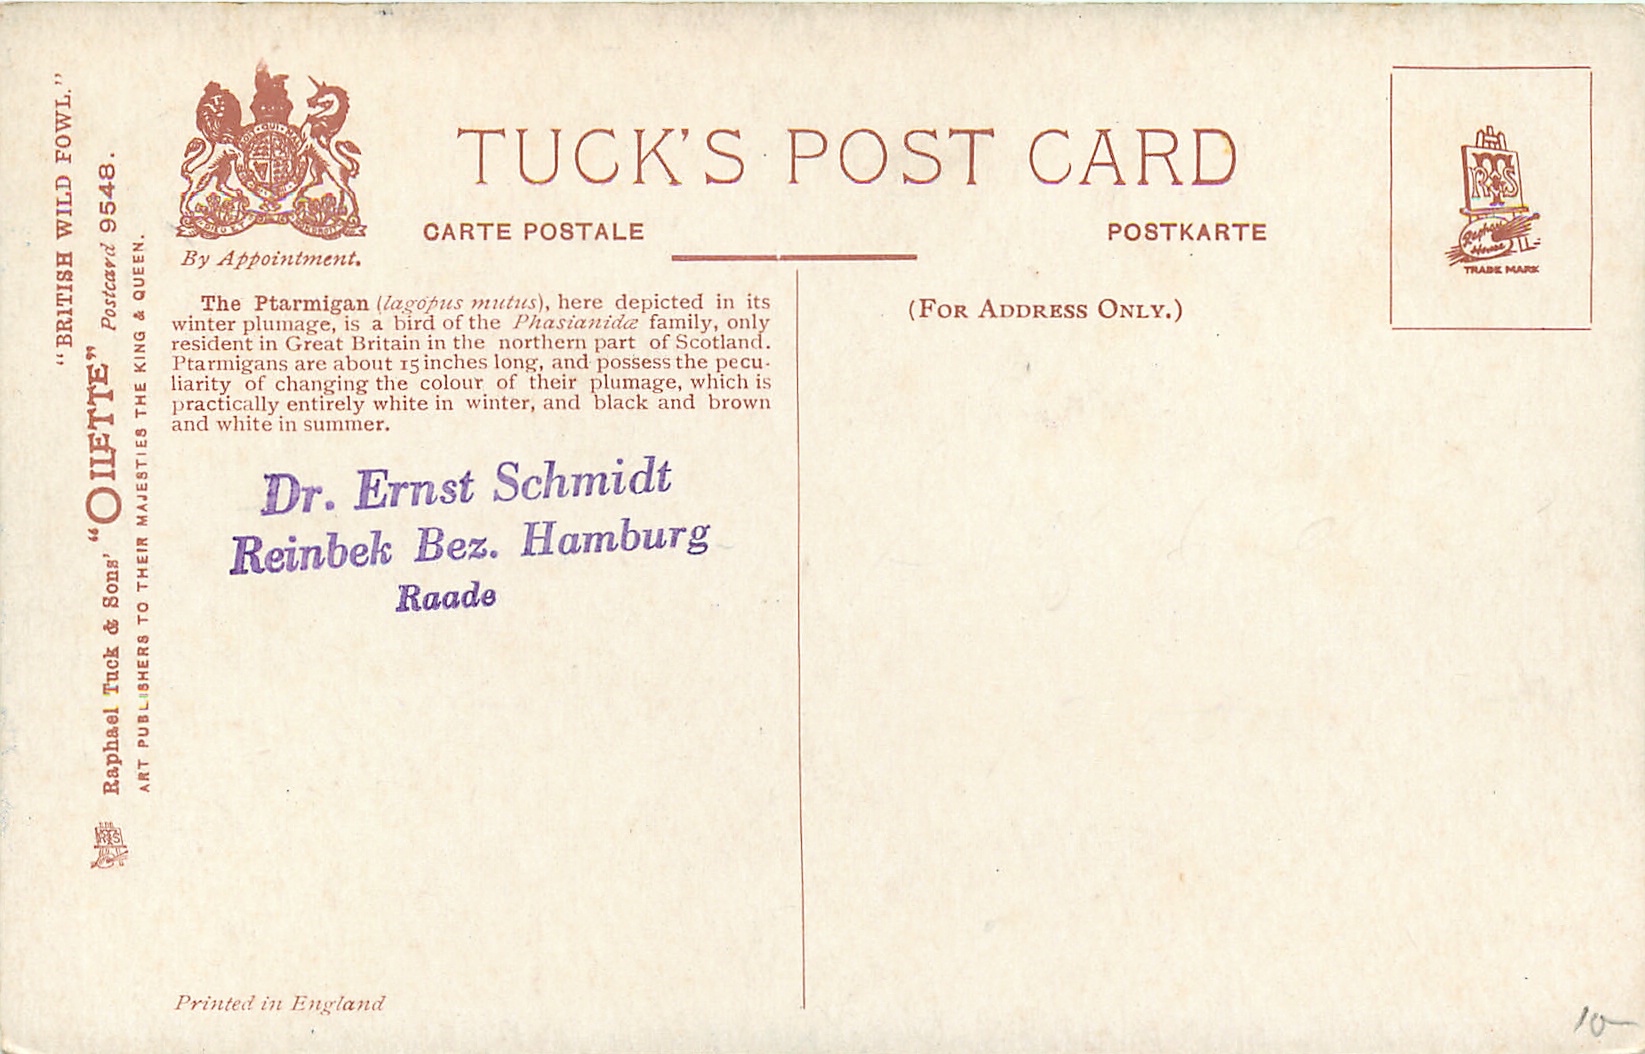 "BRITISH WILD FOWL."
Raphael Tuck & Sons' "OILETTE" Postcard 9548.
ART PUBLISHERS TO THEIR MAJESTIES THE KING & QUEEN.
By Appointment.
TUCK'S POST CARD
CARTE POSTALE
POSTKARTE
RTS
Raphael
House
TRADE MARK
The Ptarmigan (lagōpus mutus), here depicted in its
winter plumage, is a bird of the Phasianidæ family, only
resident in Great Britain in the northern part of Scotland.
Ptarmigans are about 15 inches long, and possess the pecu-
liarity of changing the colour of their plumage, which is
practically entirely white in winter, and black and brown
and white in summer.
(FOR ADDRESS ONLY.)
Dr. Ernst Schmidt
Reinbek Bez. Hamburg
Raade
RTS
Printed in England
10